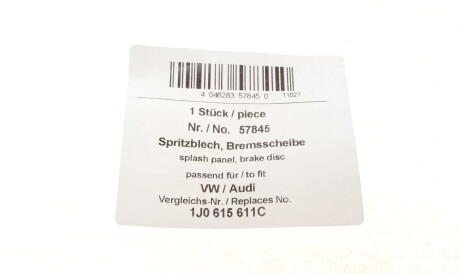 4 046283 57845 0 11027
1 Stück / piece
Nr. / No. 57845
Spritzblech, Bremsscheibe
splash panel, brake disc
passend für / to fit
VW / Audi
Vergleichs-Nr. / Replaces No.
1J0 615 611C